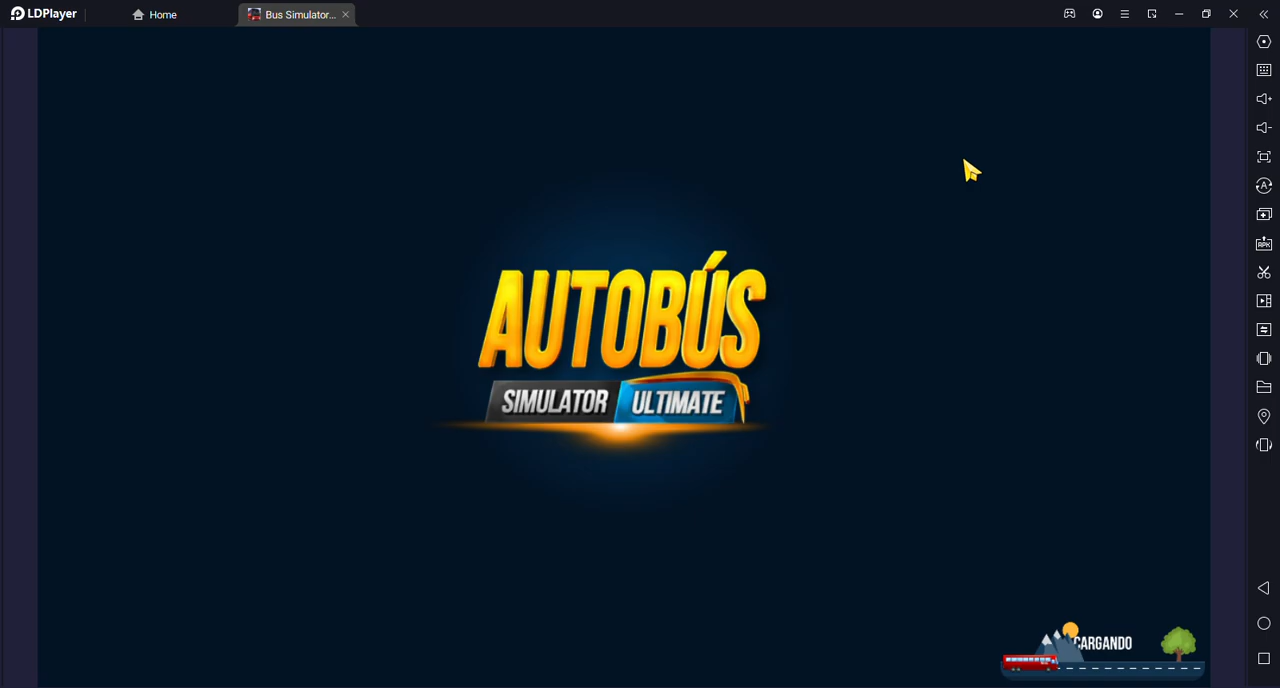 LDPlayer
Home
Bus Simulator...
AUTOBÚS
SIMULATOR ULTIMATE
CARGANDO